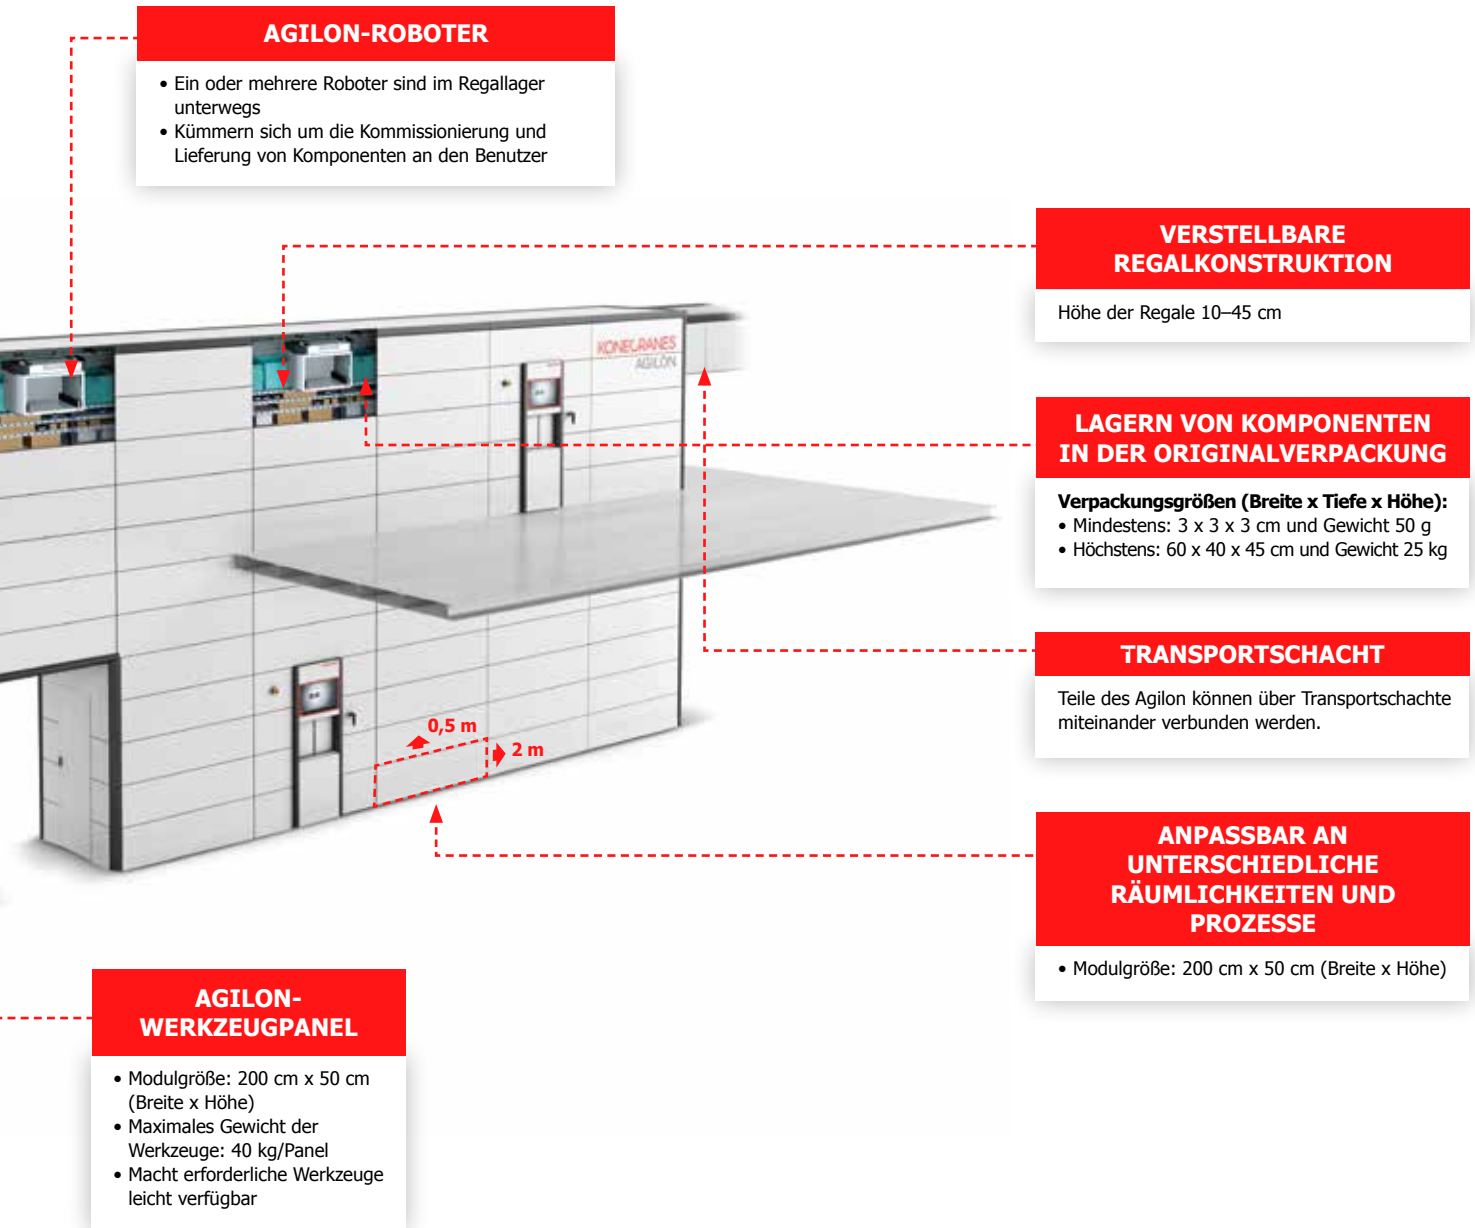 AGILON-ROBOTER
• Ein oder mehrere Roboter sind im Regallager
unterwegs
• Kümmern sich um die Kommissionierung und
Lieferung von Komponenten an den Benutzer
VERSTELLBARE
REGALKONSTRUKTION
Höhe der Regale 10–45 cm
KONECRANES
AGILON
LAGERN VON KOMPONENTEN
IN DER ORIGINALVERPACKUNG
Verpackungsgrößen (Breite x Tiefe x Höhe):
• Mindestens: 3 x 3 x 3 cm und Gewicht 50 g
• Höchstens: 60 x 40 x 45 cm und Gewicht 25 kg
TRANSPORTSCHACHT
Teile des Agilon können über Transportschachte
miteinander verbunden werden.
0,5 m
2 m
ANPASSBAR AN
UNTERSCHIEDLICHE
RÄUMLICHKEITEN UND
PROZESSE
• Modulgröße: 200 cm x 50 cm (Breite x Höhe)
AGILON-
WERKZEUGPANEL
• Modulgröße: 200 cm x 50 cm
(Breite x Höhe)
• Maximales Gewicht der
Werkzeuge: 40 kg/Panel
• Macht erforderliche Werkzeuge
leicht verfügbar